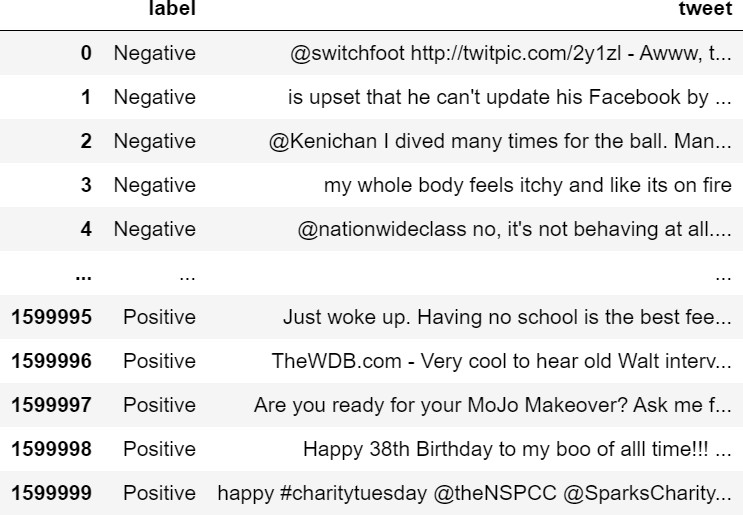 label tweet
0 Negative @switchfoot http://twitpic.com/2y1zl - Awww, t...
1 Negative is upset that he can't update his Facebook by ...
2 Negative @Kenichan I dived many times for the ball. Man...
3 Negative my whole body feels itchy and like its on fire
4 Negative @nationwideclass no, it's not behaving at all....
... ... ...
1599995 Positive Just woke up. Having no school is the best fee...
1599996 Positive TheWDB.com - Very cool to hear old Walt interv...
1599997 Positive Are you ready for your MoJo Makeover? Ask me f...
1599998 Positive Happy 38th Birthday to my boo of alll time!!! ...
1599999 Positive happy #charitytuesday @theNSPCC @SparksCharity...